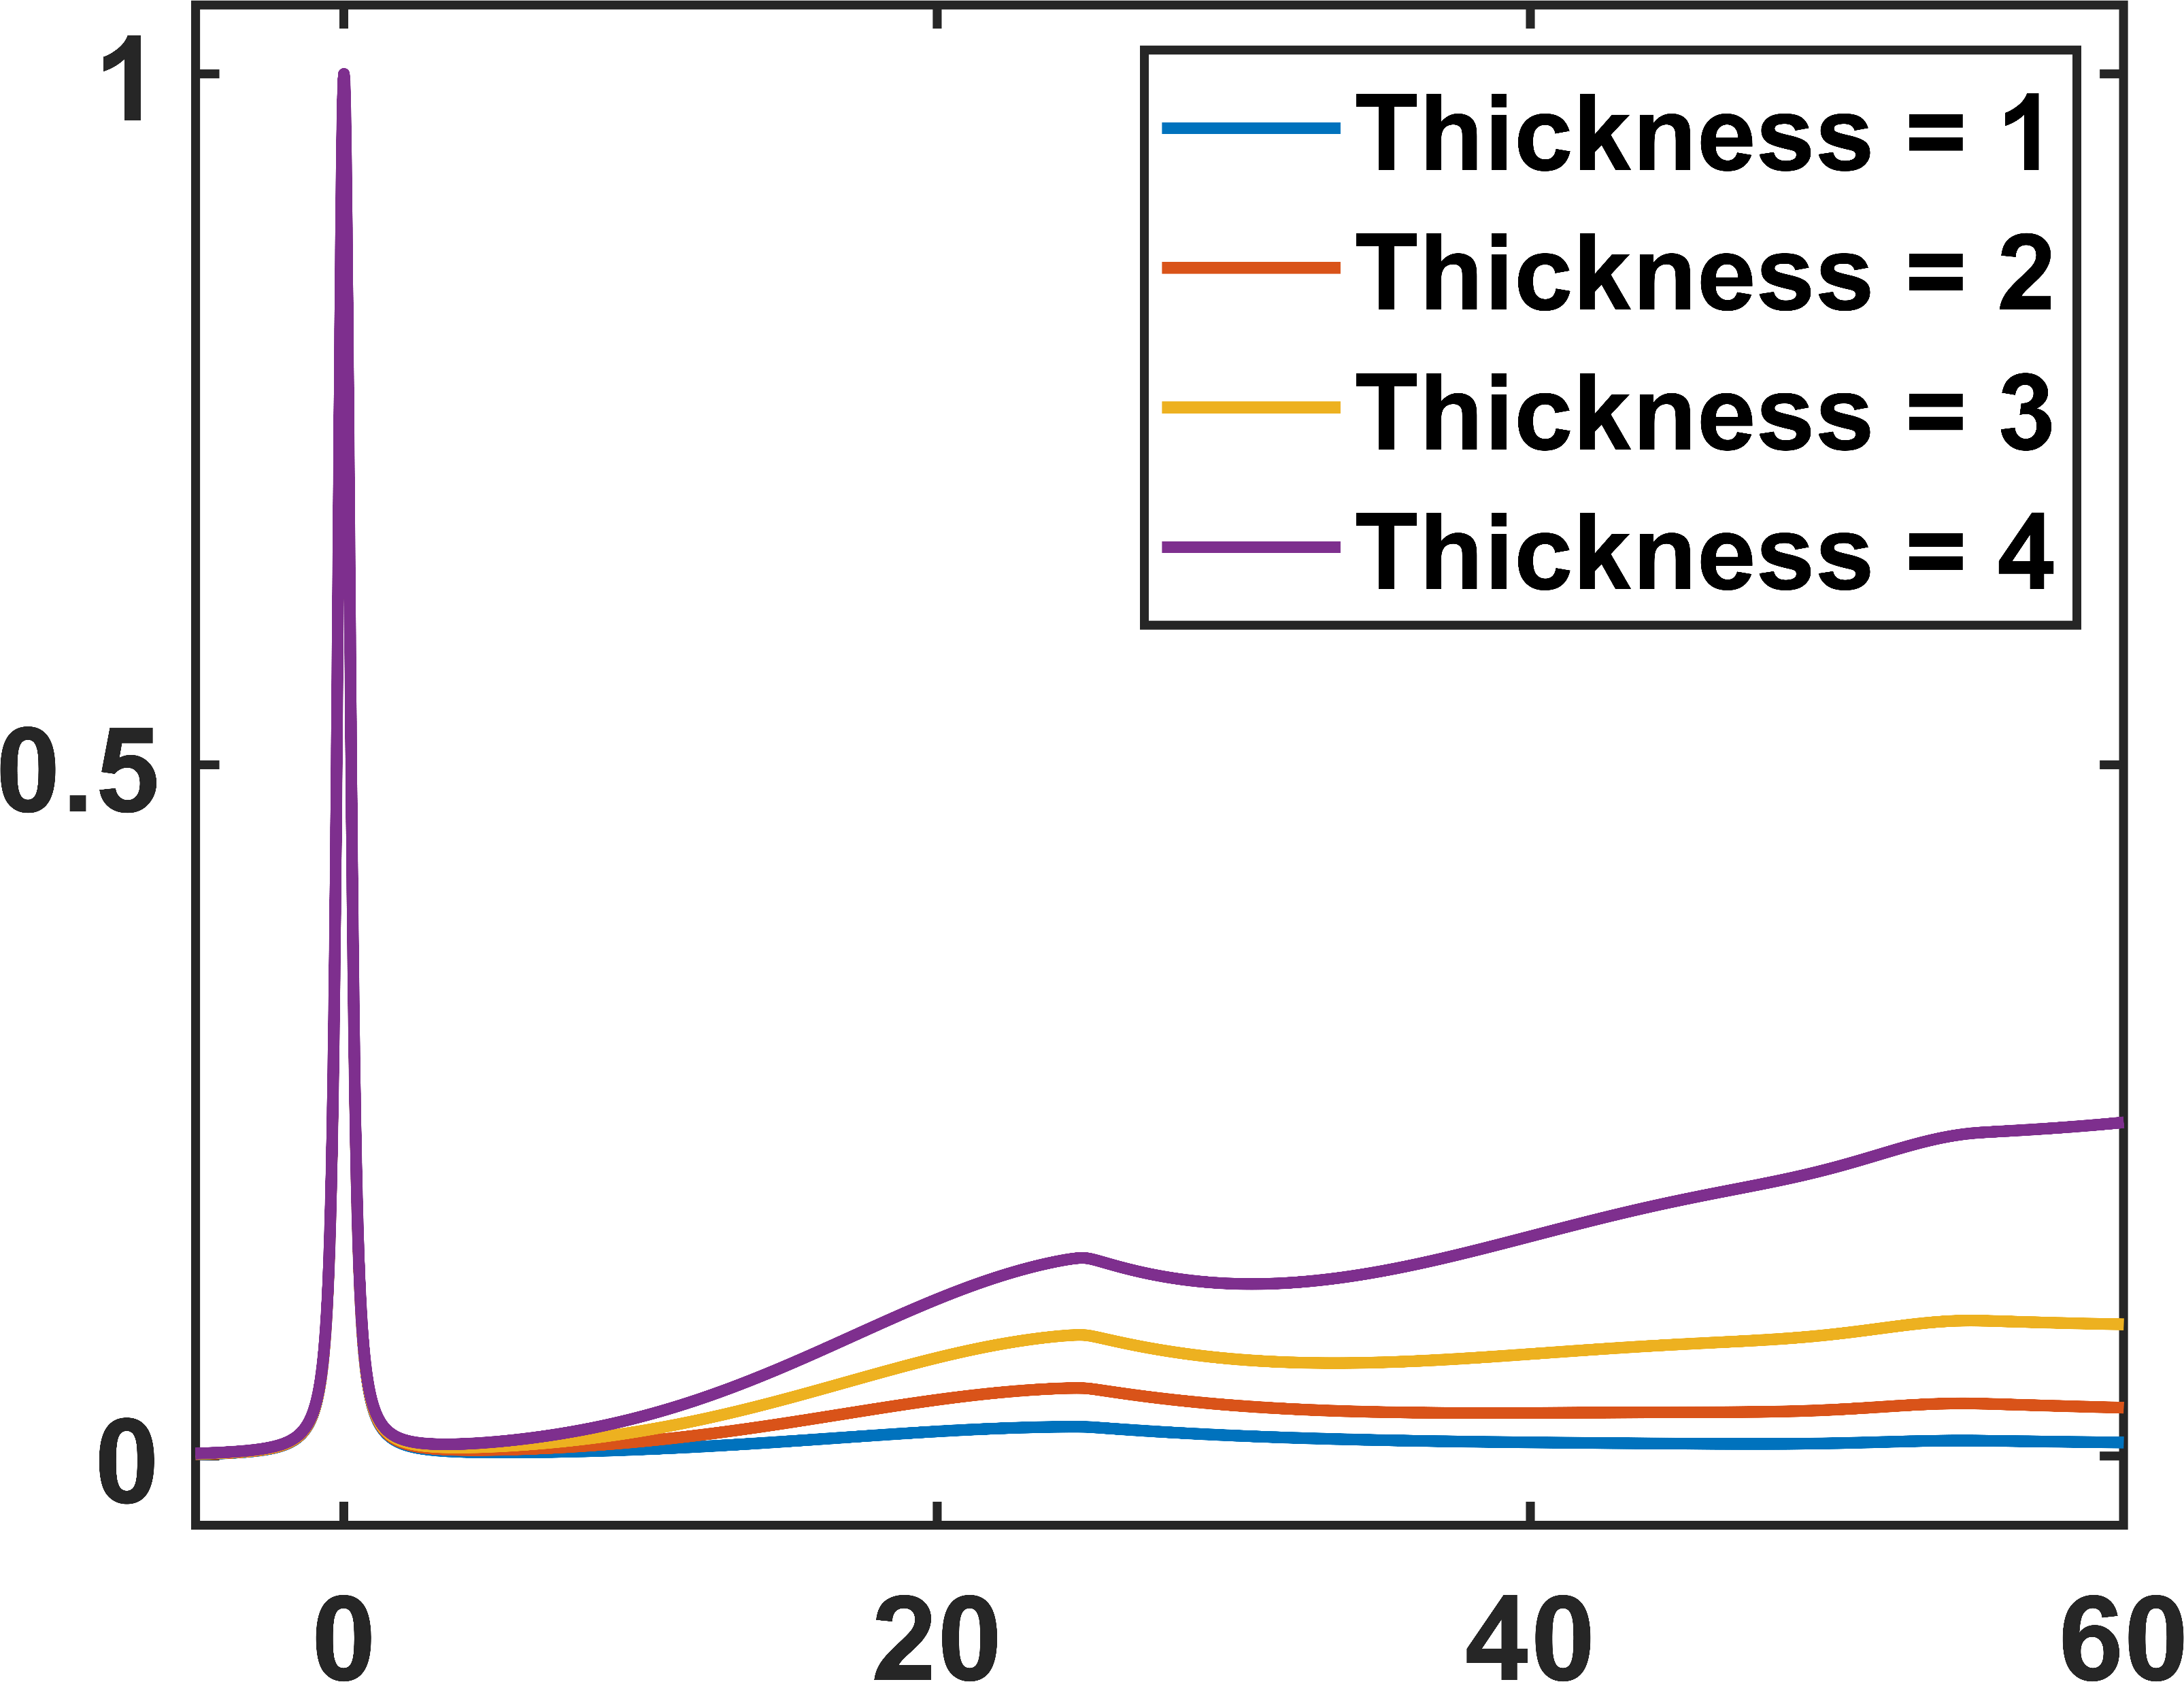 1
Thickness = 1
Thickness = 2
Thickness = 3
Thickness = 4
0.5
0
0 20 40 60